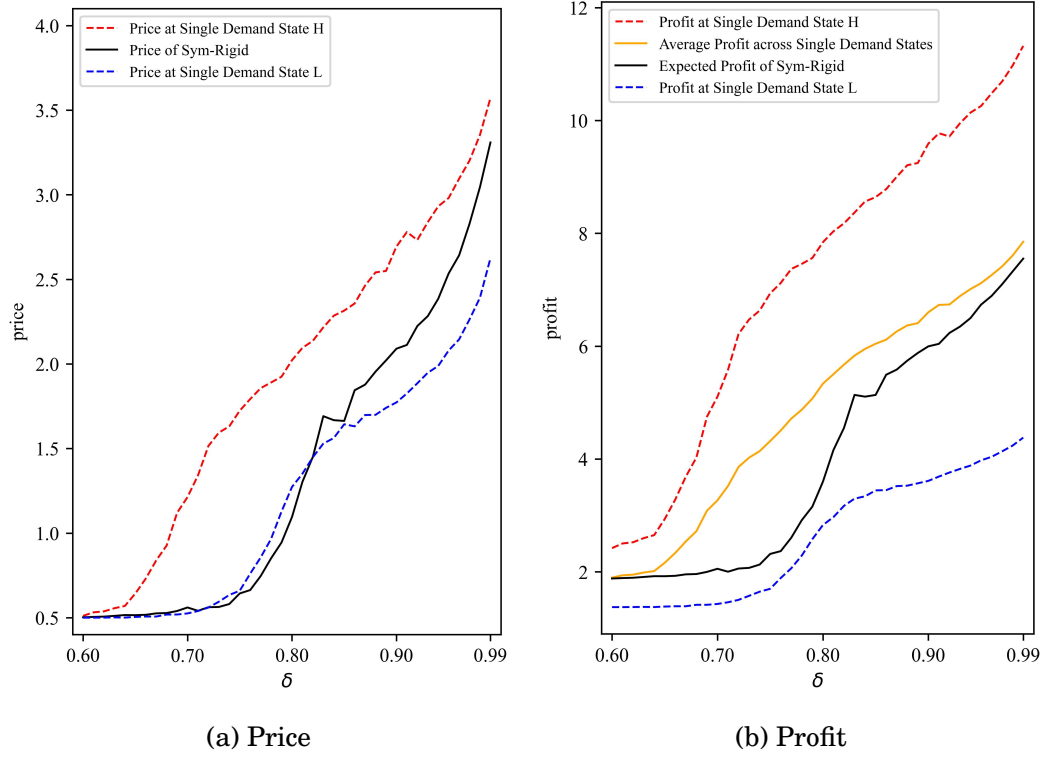 Price at Single Demand State H
Price of Sym-Rigid
Price at Single Demand State L
4.0
3.5
3.0
2.5
2.0
1.5
1.0
0.5
price
0.60
0.70
0.80
0.90
0.99
δ
(a) Price
Profit at Single Demand State H
Average Profit across Single Demand States
Expected Profit of Sym-Rigid
Profit at Single Demand State L
12
10
8
6
4
2
profit
0.60
0.70
0.80
0.90
0.99
δ
(b) Profit